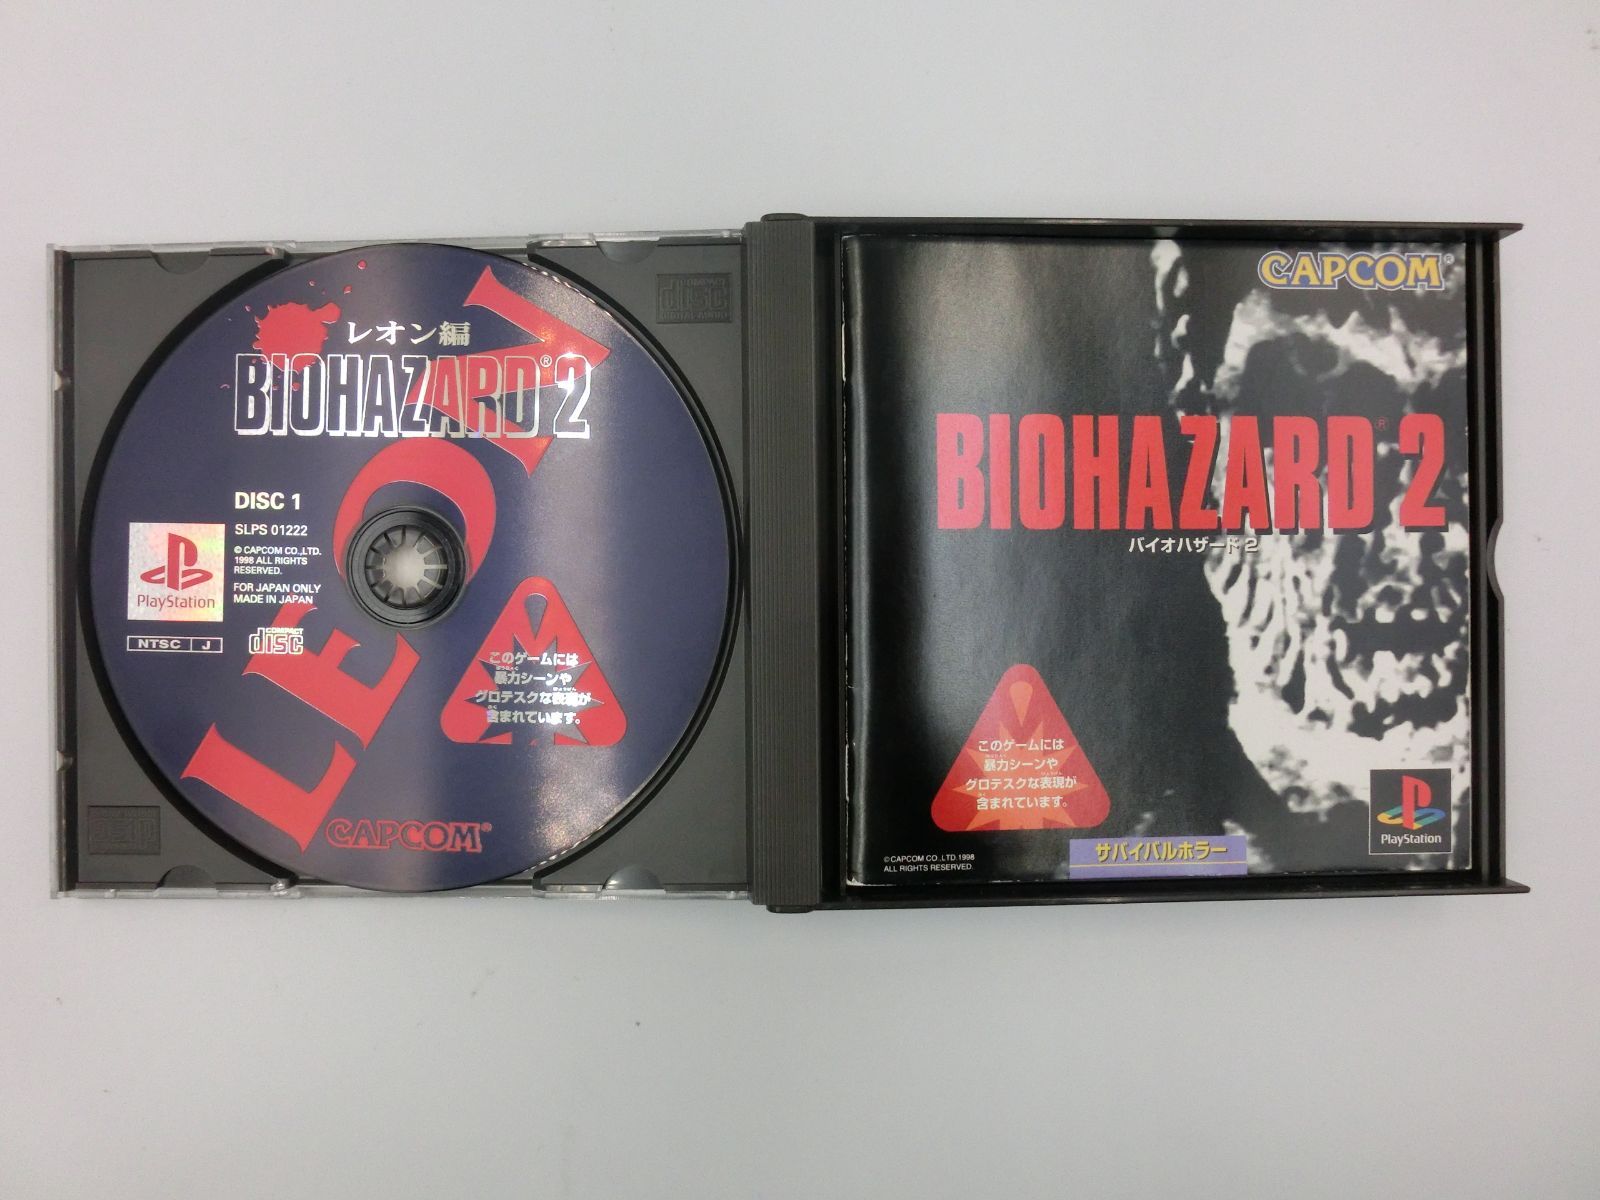 レオン編
BIOHAZARD® 2
LEON
DISC 1
SLPS 01222
© CAPCOM CO.,LTD.
1998 ALL RIGHTS
RESERVED.
FOR JAPAN ONLY
MADE IN JAPAN
PlayStation
NTSC J
COMPACT
disc
このゲームには
暴力シーンや
グロテスクな表現が
含まれています。
CAPCOM®
COMPACT
disc
DIGITAL AUDIO
CAPCOM®
BIOHAZARD® 2
バイオハザード2
このゲームには
暴力シーンや
グロテスクな表現が
含まれています。
PlayStation
サバイバルホラー
©CAPCOM CO.,LTD.1998
ALL RIGHTS RESERVED.